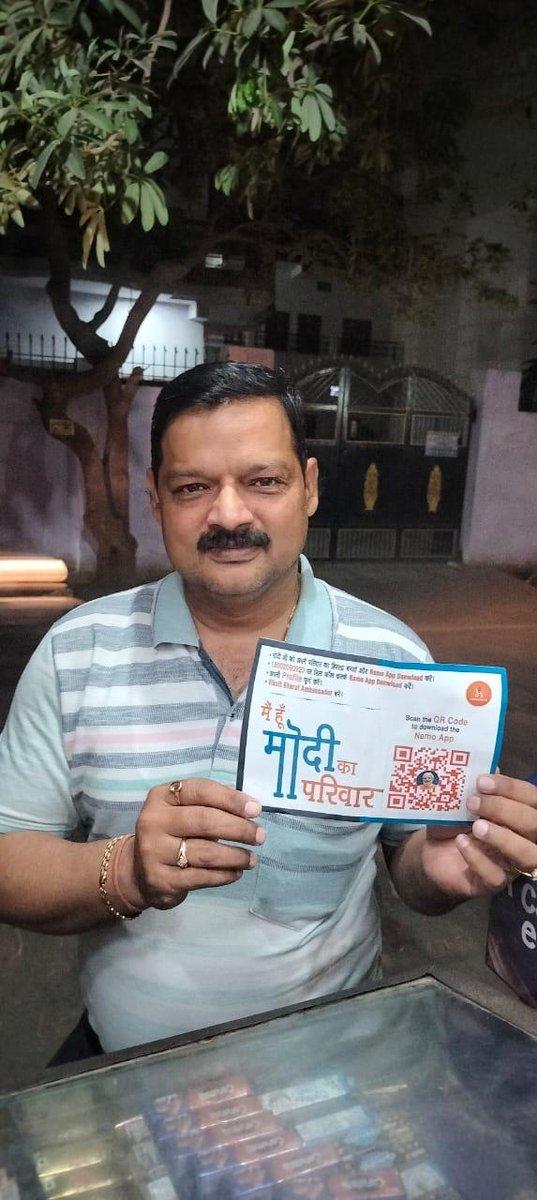 • मोदी जी को अपने परिवार का हिस्सा बनाएं और Namo App Download करें।
• 18002090920 पर मिस कॉल करके Namo App Download करें।
• अपनी Profile पूर्ण करें।
• Viksit Bharat Ambassador बनें।
मैं हूँ
मोदी का
परिवार
Scan the QR Code
to download the
Namo App